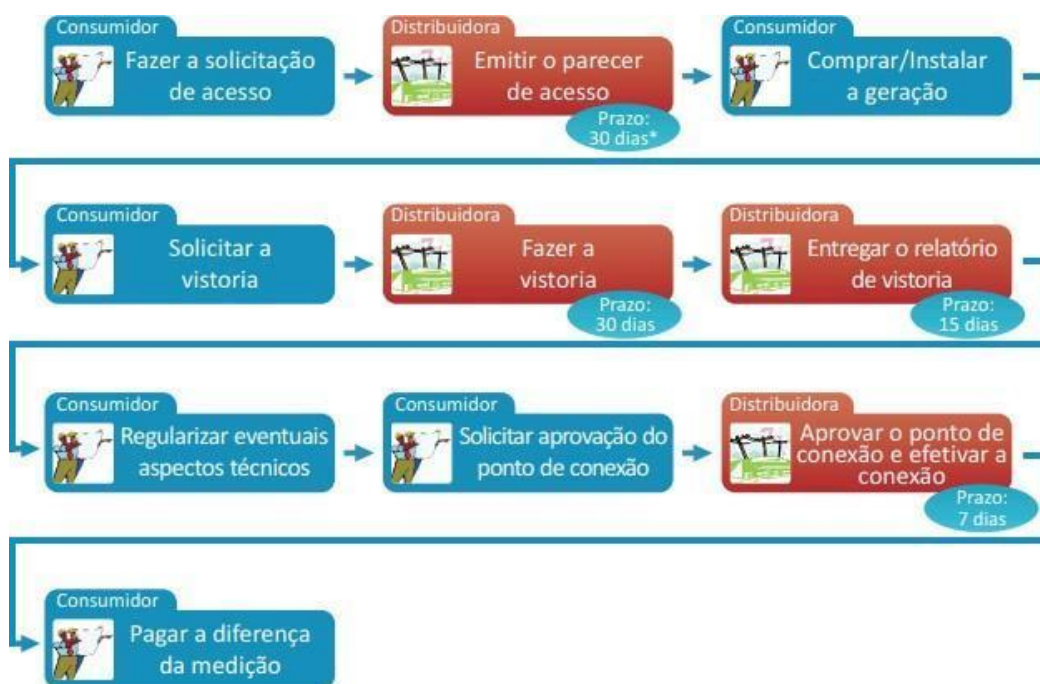 Consumidor
Fazer a solicitação
de acesso
Distribuidora
Emitir o parecer
de acesso
Prazo:
30 dias*
Consumidor
Comprar/Instalar
a geração
Consumidor
Solicitar a
vistoria
Distribuidora
Fazer a
vistoria
Prazo:
30 dias
Distribuidora
Entregar o relatório
de vistoria
Prazo:
15 dias
Consumidor
Regularizar eventuais
aspectos técnicos
Consumidor
Solicitar aprovação do
ponto de conexão
Distribuidora
Aprovar o ponto de
conexão e efetivar a
conexão
Prazo:
7 dias
Consumidor
Pagar a diferença
da medição